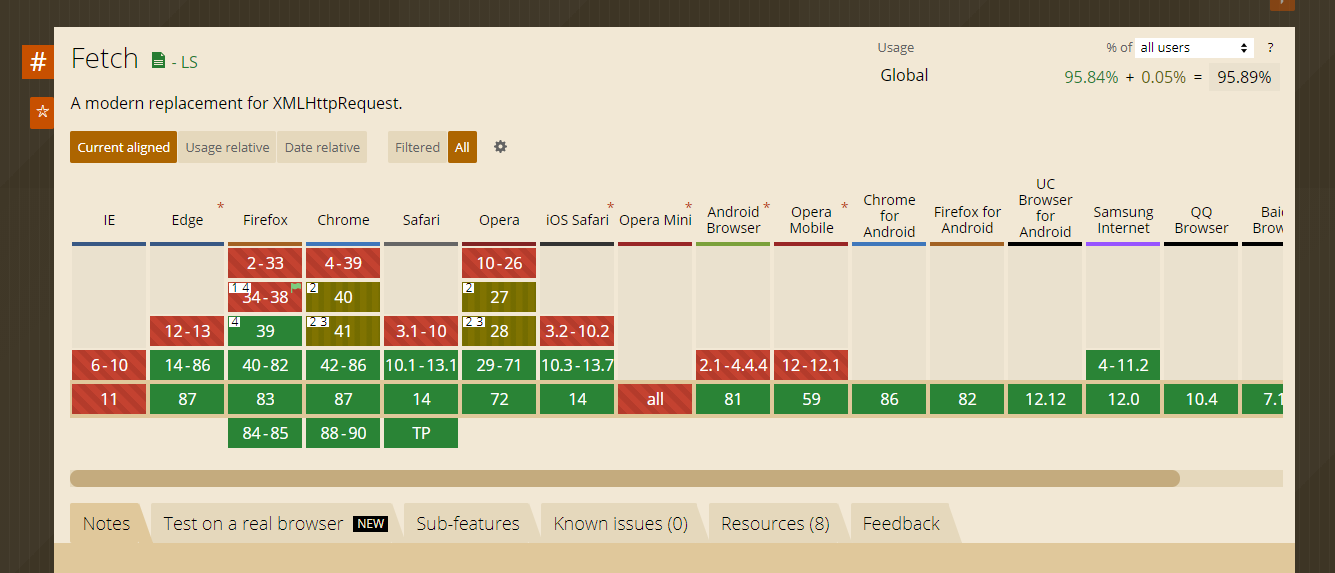 #
Fetch - LS
Usage % of all users ?
Global 95.84% + 0.05% = 95.89%
A modern replacement for XMLHttpRequest.
Current aligned Usage relative Date relative Filtered All
IE Edge * Firefox Chrome Safari Opera iOS Safari * Opera Mini Android Browser * Opera Mobile * Chrome for Android Firefox for Android UC Browser for Android Samsung Internet QQ Browser Bai Brow
2-33 4-39 10-26
1 4 34-38 2 40 2 27
12-13 4 39 2 3 41 3.1-10 2 3 28 3.2-10.2
6-10 14-86 40-82 42-86 10.1-13.1 29-71 10.3-13.7 2.1-4.4.4 12-12.1 4-11.2
11 87 83 87 14 72 14 all 81 59 86 82 12.12 12.0 10.4 7.1
84-85 88-90 TP
Notes Test on a real browser NEW Sub-features Known issues (0) Resources (8) Feedback